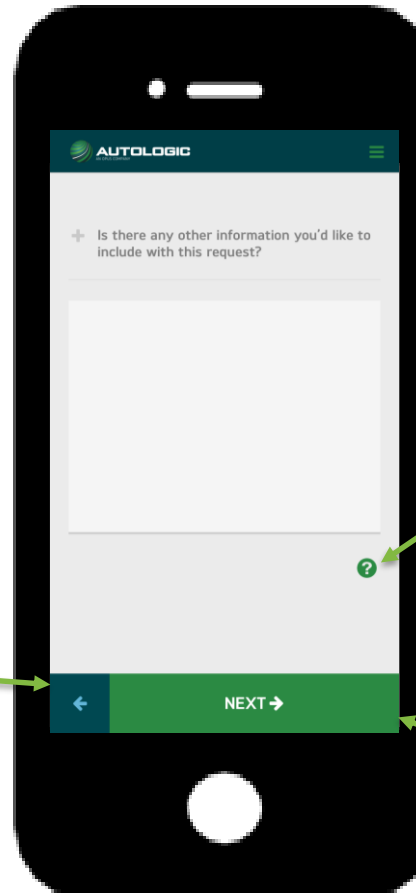 AUTOLOGIC
Is there any other information you'd like to
include with this request?
?
NEXT